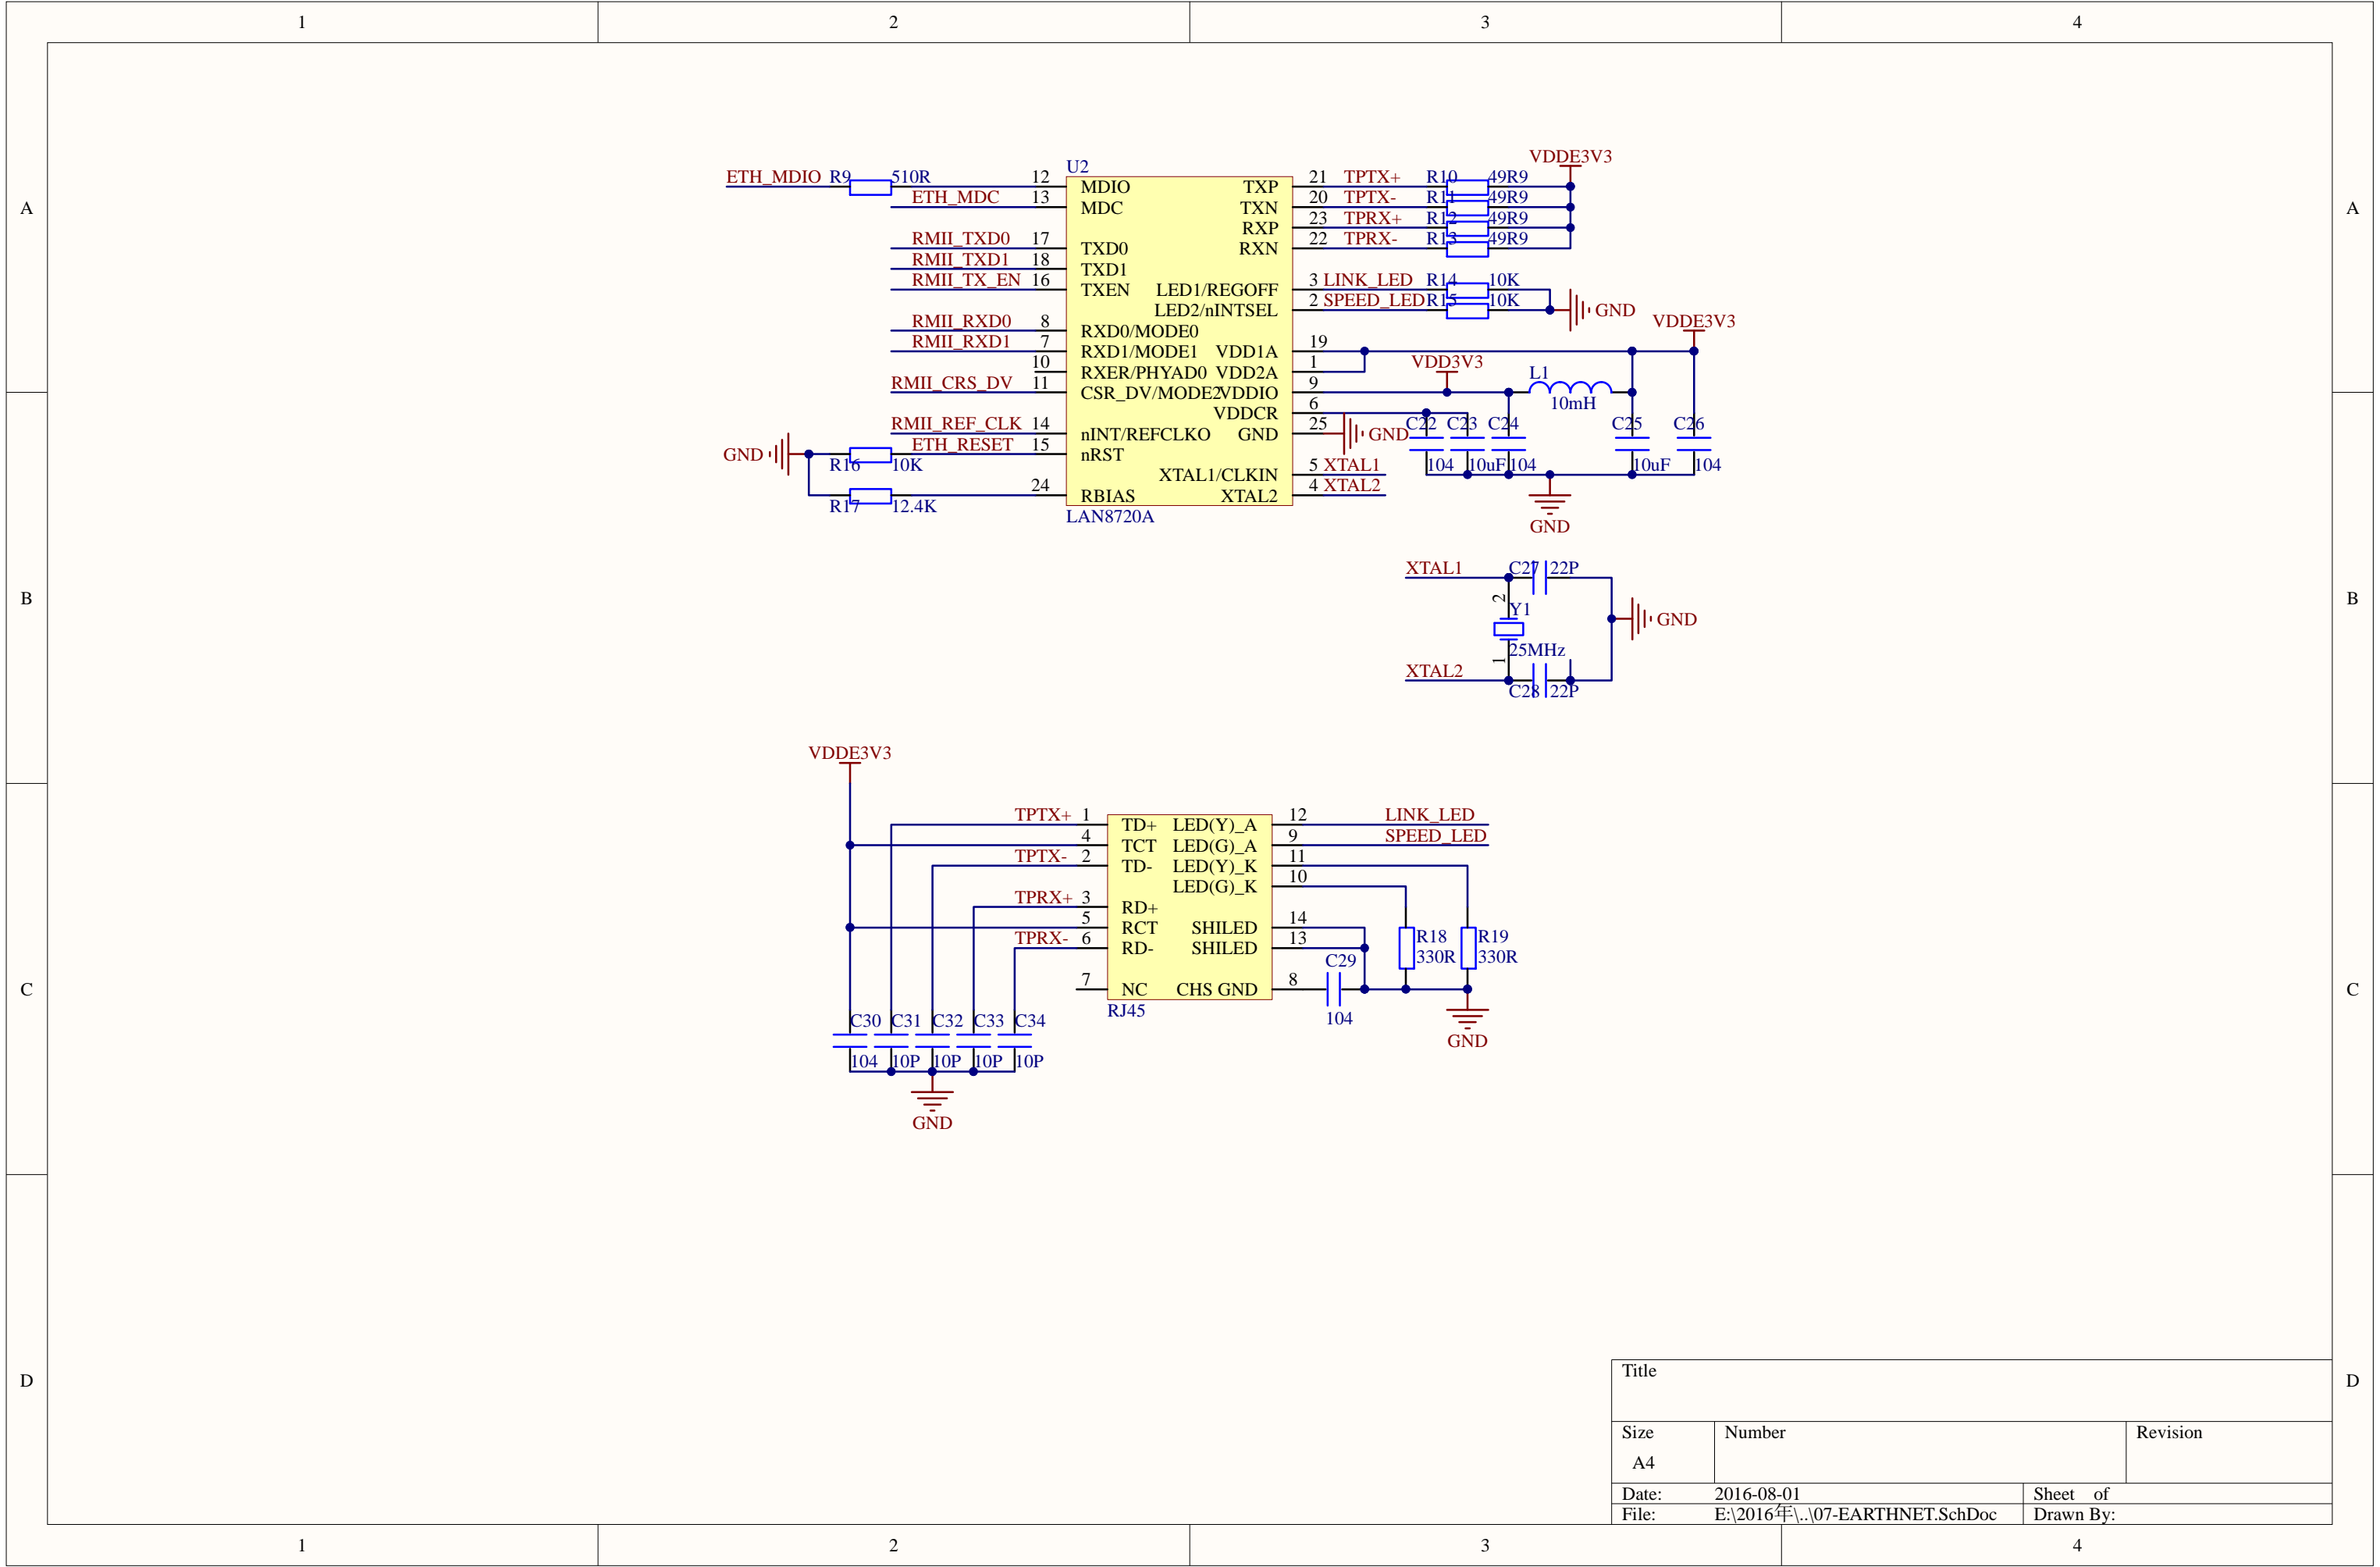 1 2 3 4
A A
B B
C C
D D
1 2 3 4
U2
ETH_MDIO R9 510R 12 MDIO
ETH_MDC 13 MDC
RMII_TXD0 17 TXD0
RMII_TXD1 18 TXD1
RMII_TX_EN 16 TXEN
RMII_RXD0 8 RXD0/MODE0
RMII_RXD1 7 RXD1/MODE1
10 RXER/PHYAD0
RMII_CRS_DV 11 CSR_DV/MODE2
RMII_REF_CLK 14 nINT/REFCLKO
GND R16 10K ETH_RESET 15 nRST
R17 12.4K 24 RBIAS
LAN8720A
VDDE3V3
TXP 21 TPTX+ R10 49R9
TXN 20 TPTX- R11 49R9
RXP 23 TPRX+ R12 49R9
RXN 22 TPRX- R13 49R9
LED1/REGOFF 3 LINK_LED R14 10K
LED2/nINTSEL 2 SPEED_LED R15 10K GND
VDDE3V3
VDD1A 19
VDD2A 1 VDD3V3
VDDIO 9 L1 10mH
VDDCR 6
GND 25 GND
C22 C23 C24 C25 C26
104 10uF 104 10uF 104
XTAL1/CLKIN 5 XTAL1
XTAL2 4 XTAL2
GND
XTAL1 C27 22P
2
Y1
GND
25MHz
1
XTAL2
C28 22P
VDDE3V3
TPTX+ 1 TD+ LED(Y)_A 12 LINK_LED
4 TCT LED(G)_A 9 SPEED_LED
TPTX- 2 TD- LED(Y)_K 11
LED(G)_K 10
TPRX+ 3 RD+
5 RCT SHILED 14
TPRX- 6 RD- SHILED 13
R18 R19
330R 330R
C29
7 NC CHS GND 8
RJ45
104
GND
C30 C31 C32 C33 C34
104 10P 10P 10P 10P
GND
Title
Size Number Revision
A4
Date: 2016-08-01 Sheet of
File: E:\2016年\..\07-EARTHNET.SchDoc Drawn By: